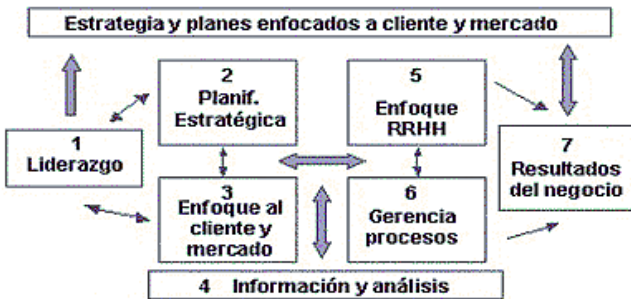 Estrategia y planes enfocados a cliente y mercado
2
Planif.
Estratégica
5
Enfoque
RRHH
1
Liderazgo
7
Resultados
del negocio
3
Enfoque al
cliente y
mercado
6
Gerencia
procesos
4 Información y análisis